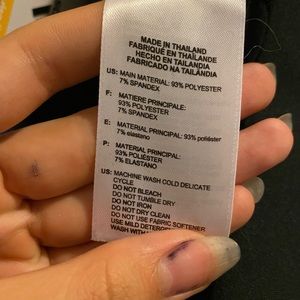 MADE IN THAILAND
FABRIQUÉ EN THAÏLANDE
HECHO EN TAILANDIA
FABRICADO NA TAILÂNDIA
US: MAIN MATERIAL: 93% POLYESTER
7% SPANDEX
F: MATIERE PRINCIPALE:
93% POLYESTER
7% SPANDEX
E: MATERIAL PRINCIPAL: 93% poliéster
7% elastano
P: MATERIAL PRINCIPAL:
93% POLIÉSTER
7% ELASTANO
US: MACHINE WASH COLD DELICATE
CYCLE
DO NOT BLEACH
DO NOT TUMBLE DRY
DO NOT IRON
DO NOT DRY CLEAN
DO NOT USE FABRIC SOFTENER
USE MILD
WASH WITH